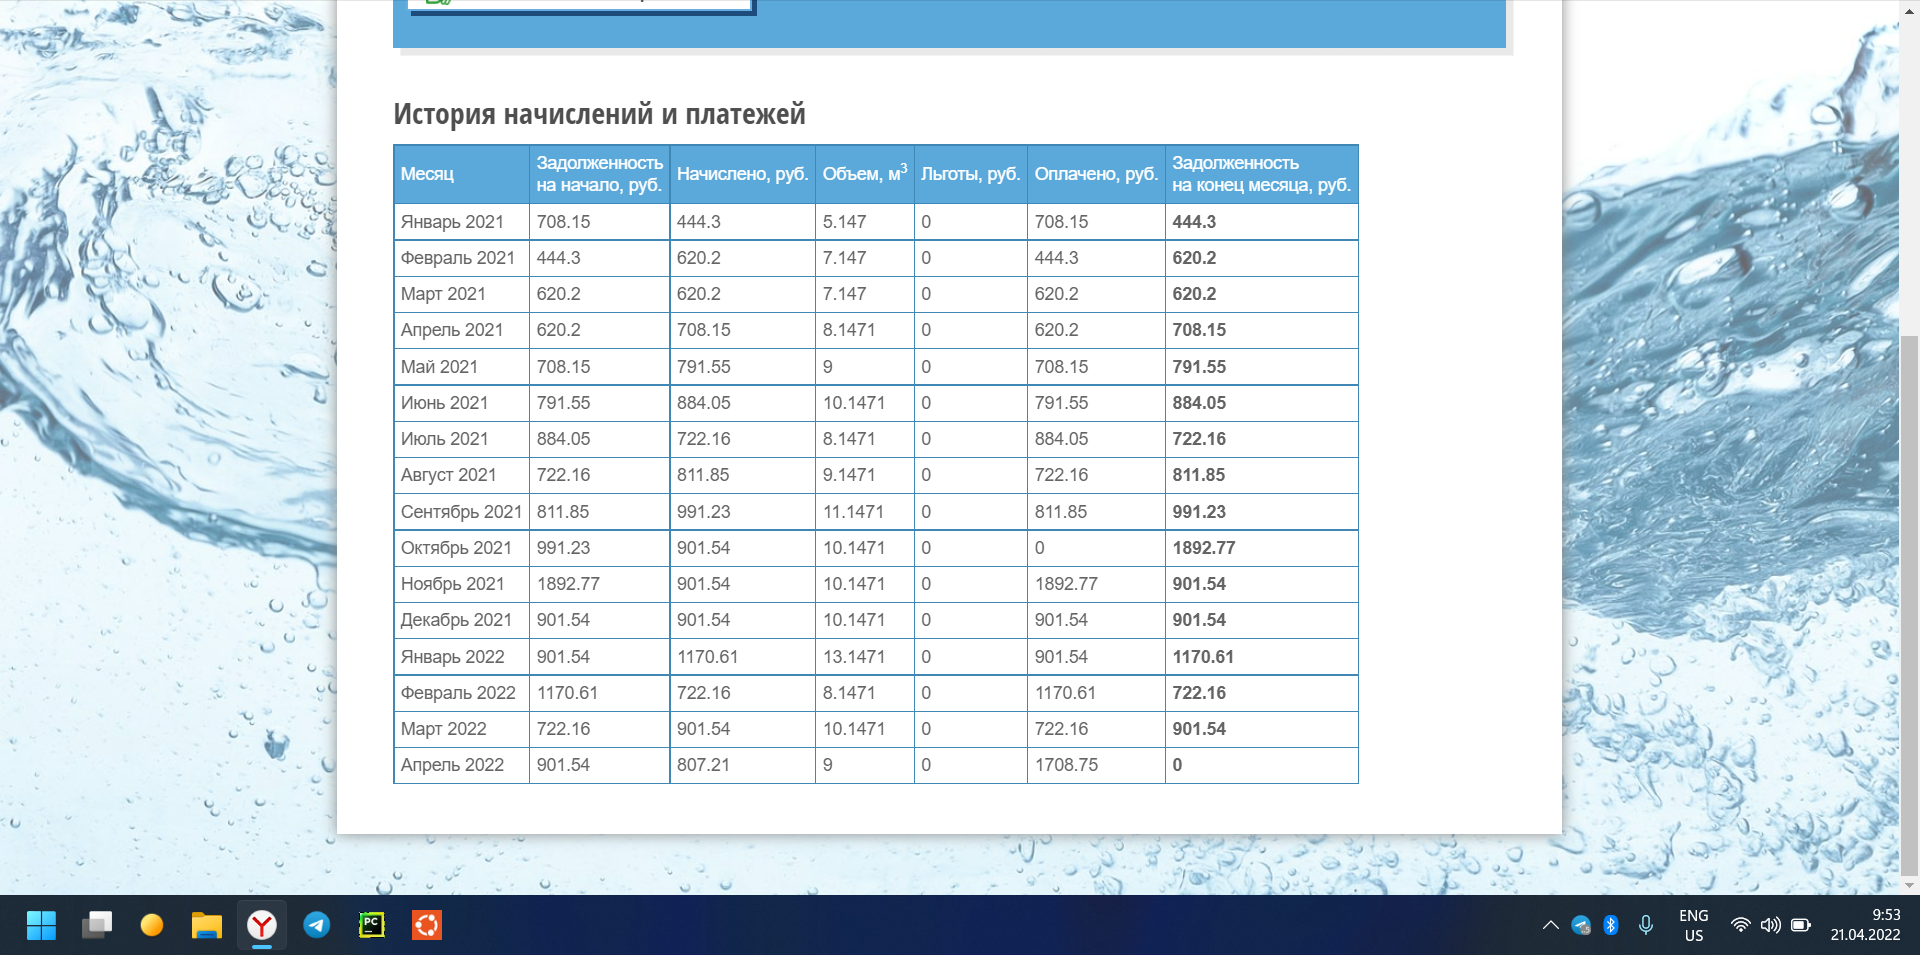 История начислений и платежей
Месяц Задолженность на начало, руб. Начислено, руб. Объем, м³ Льготы, руб. Оплачено, руб. Задолженность на конец месяца, руб.
Январь 2021 708.15 444.3 5.147 0 708.15 444.3
Февраль 2021 444.3 620.2 7.147 0 444.3 620.2
Март 2021 620.2 620.2 7.147 0 620.2 620.2
Апрель 2021 620.2 708.15 8.1471 0 620.2 708.15
Май 2021 708.15 791.55 9 0 708.15 791.55
Июнь 2021 791.55 884.05 10.1471 0 791.55 884.05
Июль 2021 884.05 722.16 8.1471 0 884.05 722.16
Август 2021 722.16 811.85 9.1471 0 722.16 811.85
Сентябрь 2021 811.85 991.23 11.1471 0 811.85 991.23
Октябрь 2021 991.23 901.54 10.1471 0 0 1892.77
Ноябрь 2021 1892.77 901.54 10.1471 0 1892.77 901.54
Декабрь 2021 901.54 901.54 10.1471 0 901.54 901.54
Январь 2022 901.54 1170.61 13.1471 0 901.54 1170.61
Февраль 2022 1170.61 722.16 8.1471 0 1170.61 722.16
Март 2022 722.16 901.54 10.1471 0 722.16 901.54
Апрель 2022 901.54 807.21 9 0 1708.75 0
PC
ENG
US
9:53
21.04.2022